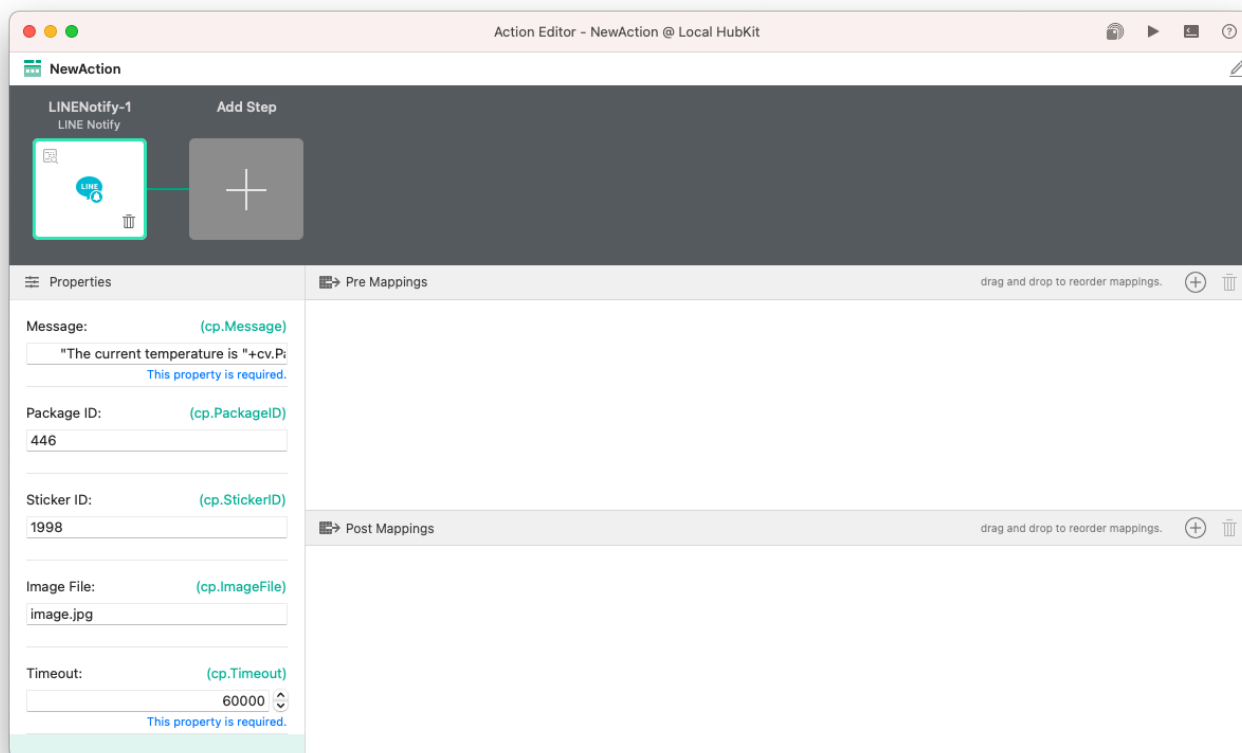 Action Editor - NewAction @ Local HubKit
NewAction
LINENotify-1
LINE Notify
Add Step
LINE
Properties
Message:
(cp.Message)
"The current temperature is "+cv.Pa
This property is required.
Package ID:
(cp.PackageID)
446
Sticker ID:
(cp.StickerID)
1998
Image File:
(cp.ImageFile)
image.jpg
Timeout:
(cp.Timeout)
60000
This property is required.
Pre Mappings
drag and drop to reorder mappings.
Post Mappings
drag and drop to reorder mappings.